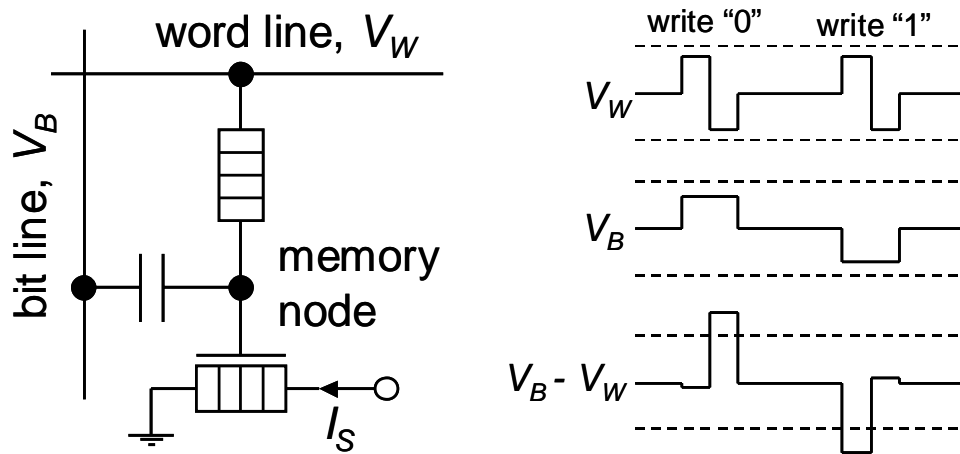 word line, V_W
bit line, V_B
memory
node
I_S
write “0”
write “1”
V_W
V_B
V_B - V_W